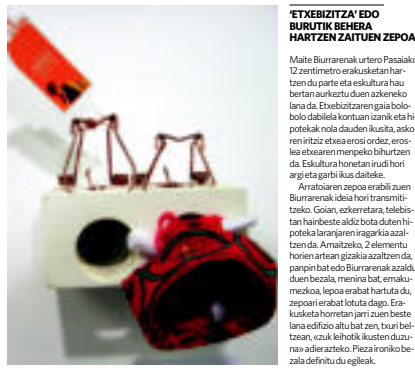 ‘ETXEBIZITZA’ EDO
BURUTIK BEHERA
HARTZEN ZAITUEN ZEPOA
Maite Biurrarenak urtero Pasaiako
12 zentimetro erakusketan har-
tzen du parte eta eskultura hau
bertan aurkeztu duen azkeneko
lana da. Etxebizitzaren gaia bolo-
bolo dabilela kontuan izanik eta hi-
potekak nola dauden ikusita, asko-
ren iritziz etxea erosi ordez, eros-
lea etxearen menpeko bihurtzen
da. Eskultura honetan irudi hori
argi eta garbi ikus daiteke.
Arratoiaren zepoa erabili zuen
Biurrarenak ideia hori transmiti-
tzeko. Goian, ezkerretara, telebis-
tan hainbeste aldiz bota duten hi-
poteka laranjaren iragarkia azal-
tzen da. Amaitzeko, 2 elementu
horien artean gizakia azaltzen da,
panpin bat edo Biurrarenak azaldu
duen bezala, menina bat, emaku-
mezkoa, lepoa erabat hartuta du,
zepoari erabat lotuta dago. Era-
kusketa horretan jarri zuen beste
lana edifizio altu bat zen, txuri bel-
tzean, «zuk leihotik ikusten duzu-
na» adierazteko. Pieza ironiko be-
zala definitu du egileak.